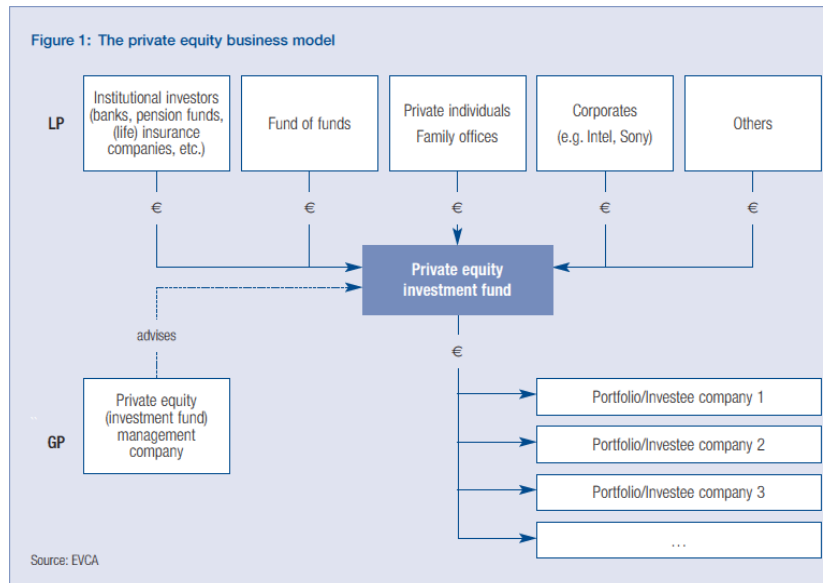 Figure 1: The private equity business model
LP
Institutional investors
(banks, pension funds,
(life) insurance
companies, etc.)
Fund of funds
Private individuals
Family offices
Corporates
(e.g. Intel, Sony)
Others
€
€
€
€
€
Private equity
investment fund
advises
€
GP
Private equity
(investment fund)
management
company
Portfolio/Investee company 1
Portfolio/Investee company 2
Portfolio/Investee company 3
...
Source: EVCA